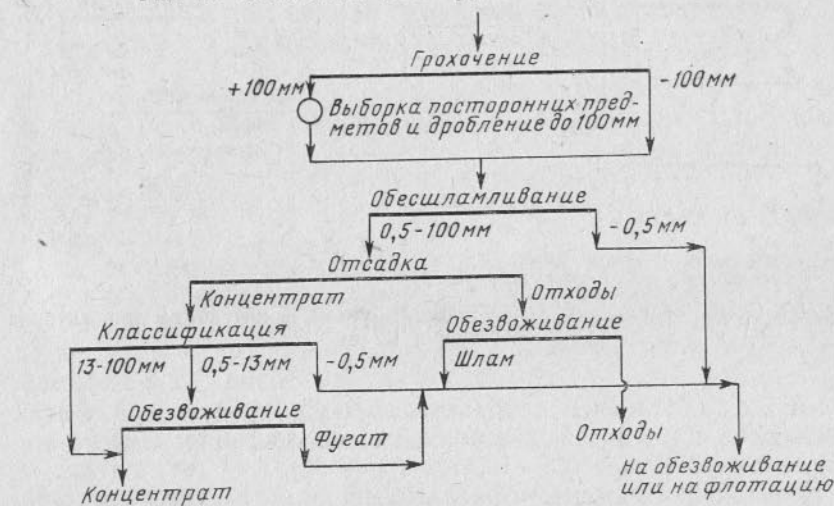 Грохочение
+100мм
-100мм
Выборка посторонних пред-
метов и дробление до 100мм
Обесшламливание
0,5-100мм
-0,5мм
Отсадка
Концентрат
Отходы
Классификация
Обезвоживание
13-100мм
0,5-13мм
-0,5мм
Шлам
Обезвоживание
Фугат
Отходы
Концентрат
На обезвоживание
или на флотацию